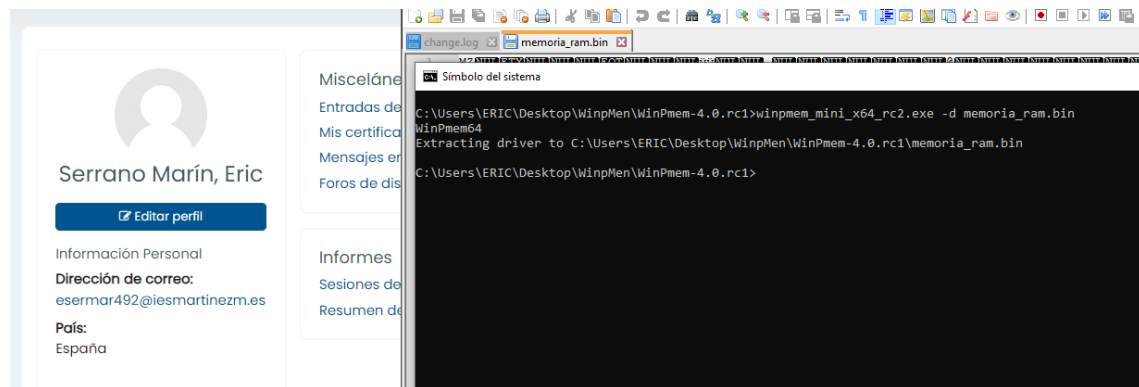 Serrano Marín, Eric
Editar perfil
Información Personal
Dirección de correo:
esermar492@iesmartinezm.es
País:
España
Misceláne
Entradas de
Mis certifica
Mensajes er
Foros de dis
Informes
Sesiones de
Resumen de
change.log
memoria_ram.bin
Símbolo del sistema
C:\Users\ERIC\Desktop\WinpMen\WinPmem-4.0.rc1>winpmem_mini_x64_rc2.exe -d memoria_ram.bin
WinPmem64
Extracting driver to C:\Users\ERIC\Desktop\WinpMen\WinPmem-4.0.rc1\memoria_ram.bin
C:\Users\ERIC\Desktop\WinpMen\WinPmem-4.0.rc1>